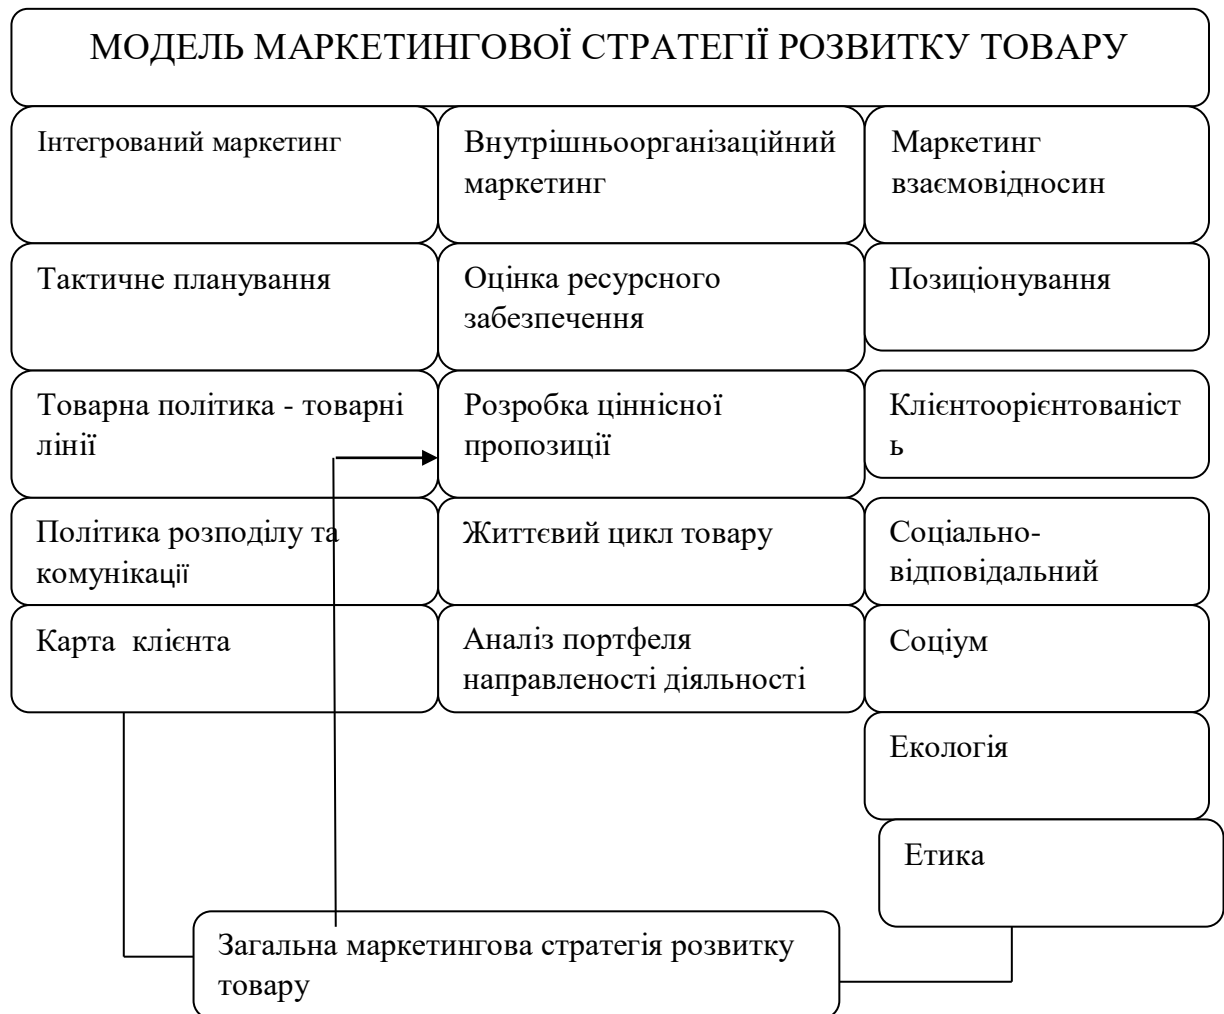 МОДЕЛЬ МАРКЕТИНГОВОЇ СТРАТЕГІЇ РОЗВИТКУ ТОВАРУ
Інтегрований маркетинг
Внутрішньоорганізаційний
маркетинг
Маркетинг
взаємовідносин
Тактичне планування
Оцінка ресурсного
забезпечення
Позиціонування
Товарна політика - товарні
лінії
Розробка ціннісної
пропозиції
Клієнтоорієнтованіст
ь
Політика розподілу та
комунікації
Життєвий цикл товару
Соціально-
відповідальний
Карта клієнта
Аналіз портфеля
направленості діяльності
Соціум
Екологія
Етика
Загальна маркетингова стратегія розвитку
товару